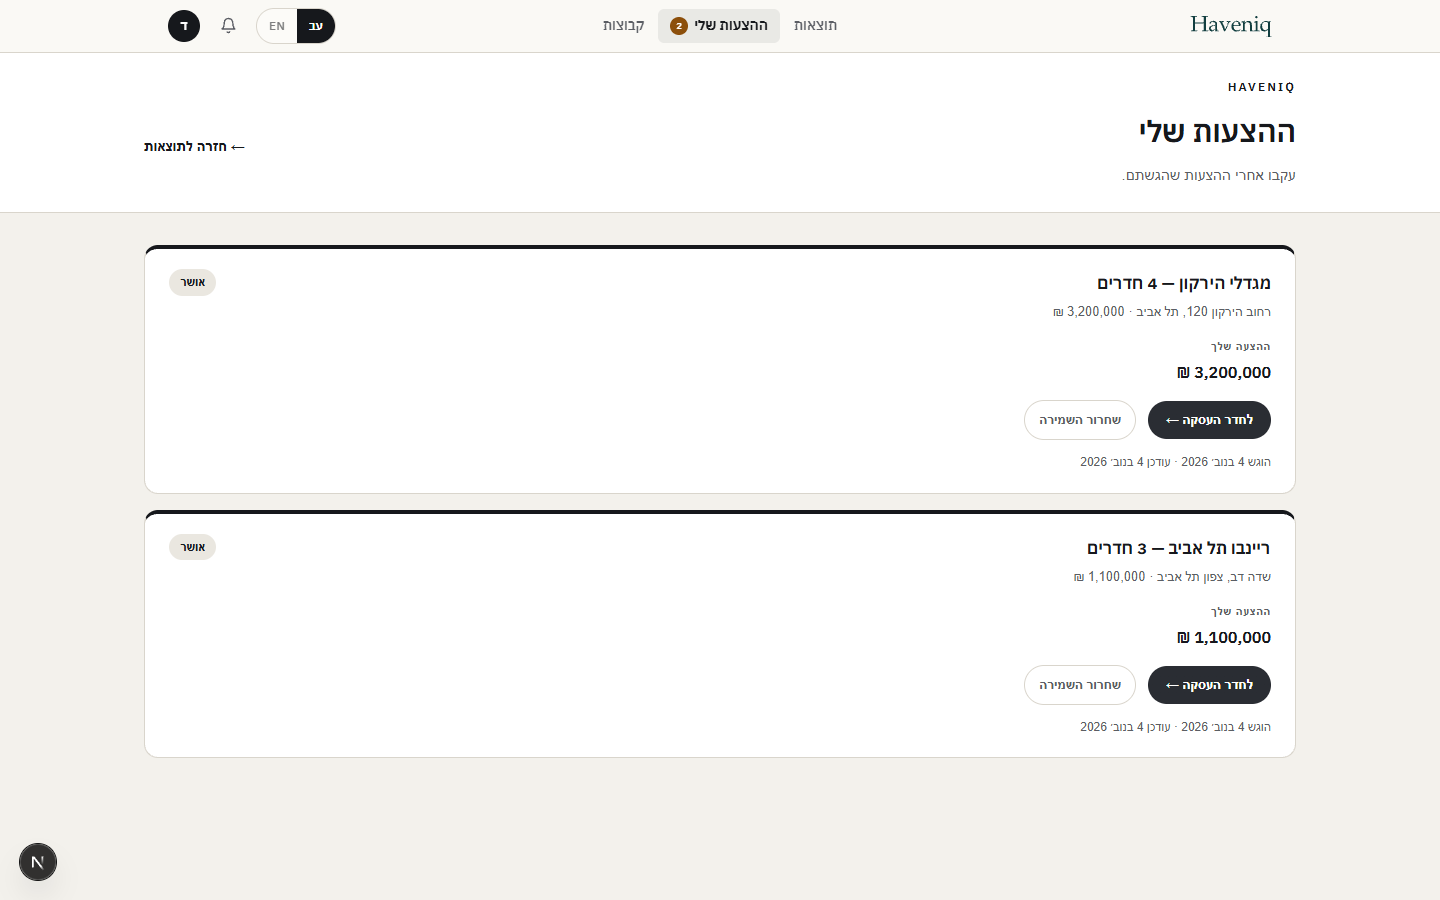 Haveniq
תוצאות
ההצעות שלי 2
קבוצות
עב EN
ד
HAVENIQ
ההצעות שלי
עקבו אחרי ההצעות שהגשתם.
← חזרה לתוצאות
מגדלי הירקון — 4 חדרים
אושר
רחוב הירקון 120, תל אביב · 3,200,000 ₪
ההצעה שלך
3,200,000 ₪
לחדר העסקה ←
שחרור השמירה
הוגש 4 בנוב׳ 2026 · עודכן 4 בנוב׳ 2026
ריינבו תל אביב — 3 חדרים
אושר
שדה דב, צפון תל אביב · 1,100,000 ₪
ההצעה שלך
1,100,000 ₪
לחדר העסקה ←
שחרור השמירה
הוגש 4 בנוב׳ 2026 · עודכן 4 בנוב׳ 2026
N